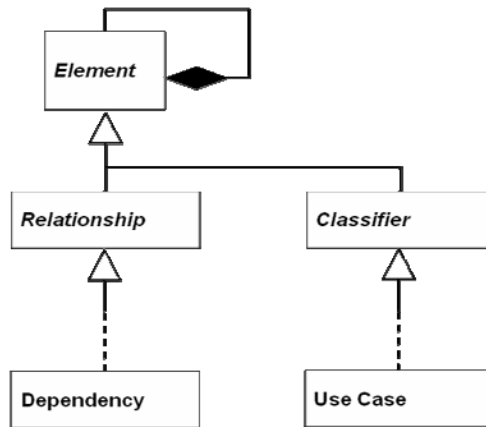 Element
Relationship
Classifier
Dependency
Use Case